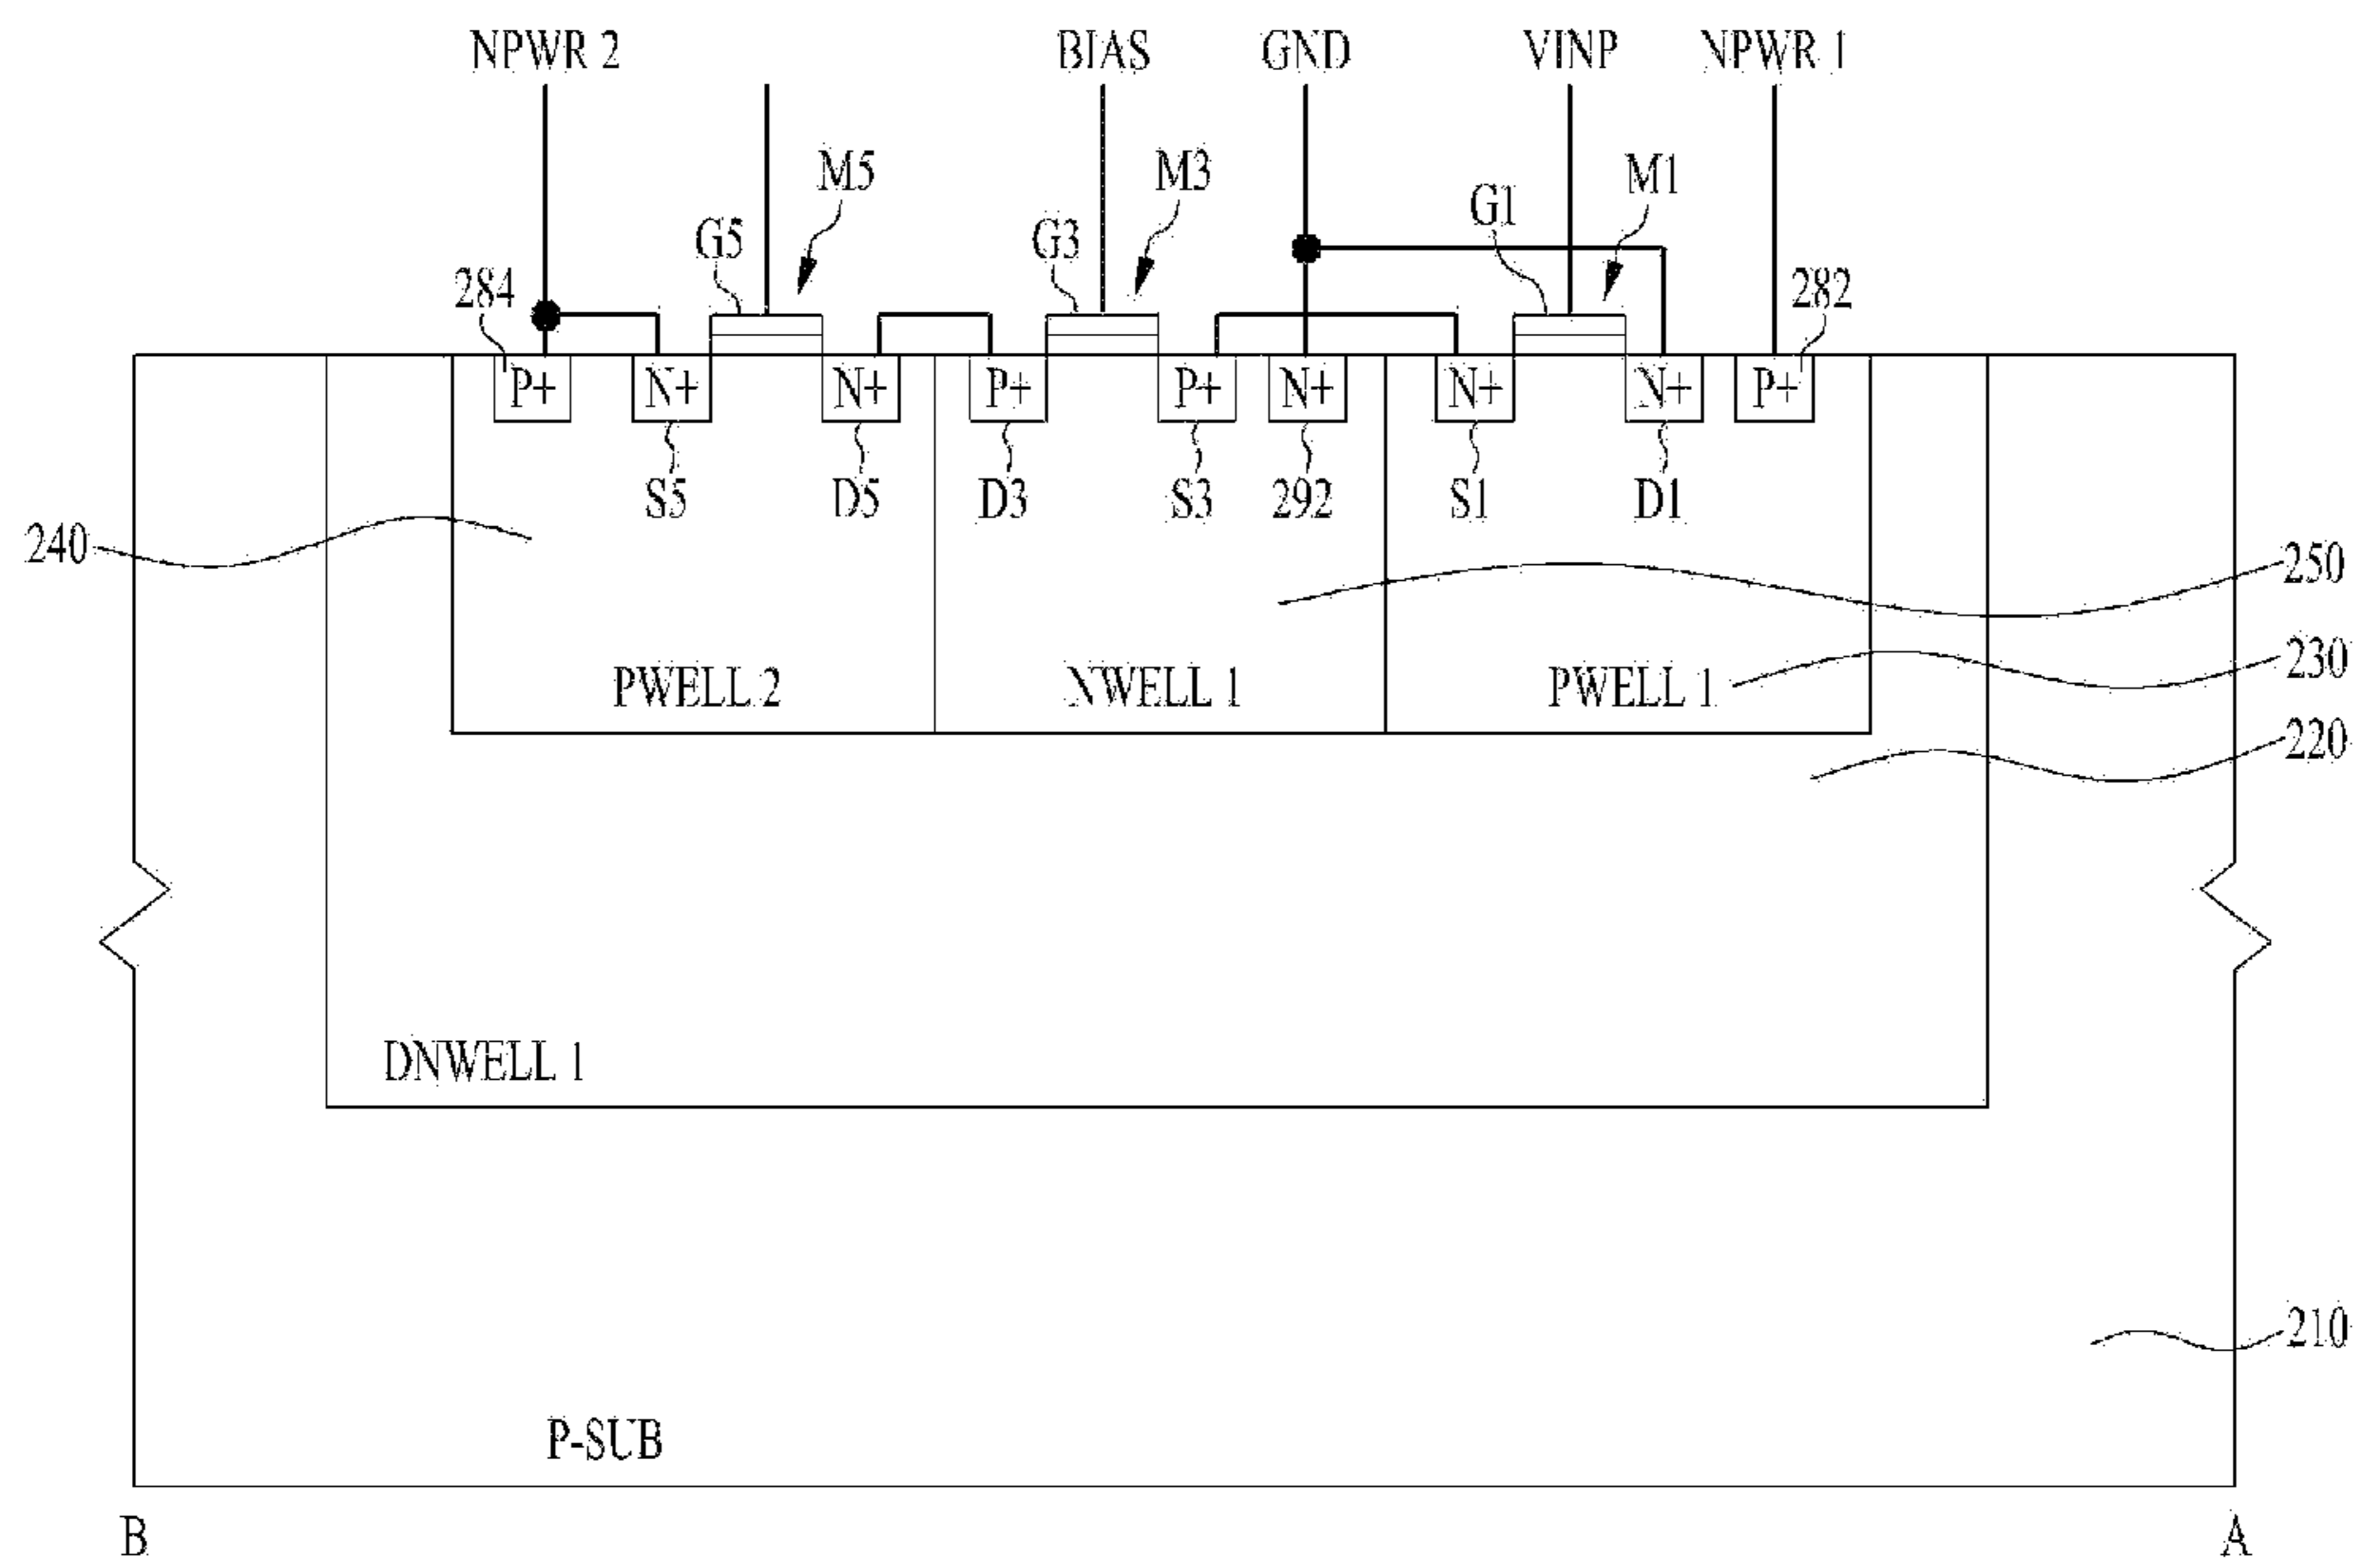 NPWR 2 BIAS GND VINP NPWR 1
M5 M3 M1
G5 G3 G1
284 282
P+ N+ N+ P+ P+ N+ N+ N+ P+
S5 D5 D3 S3 292 S1 D1
240
250
230
PWELL 2 NWELL 1 PWELL 1
220
DNWELL 1
210
P-SUB
B A